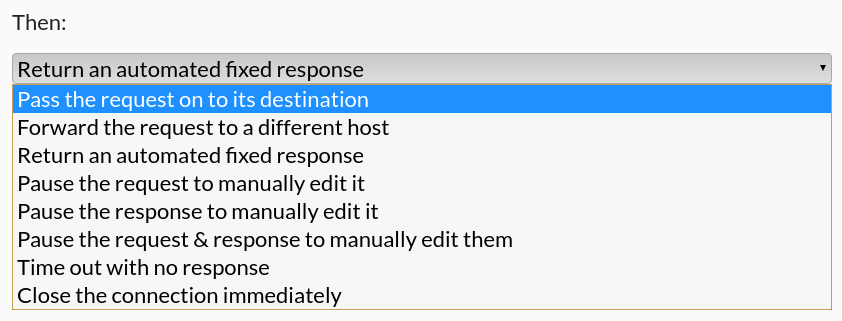 Then:
Return an automated fixed response
Pass the request on to its destination
Forward the request to a different host
Return an automated fixed response
Pause the request to manually edit it
Pause the response to manually edit it
Pause the request & response to manually edit them
Time out with no response
Close the connection immediately